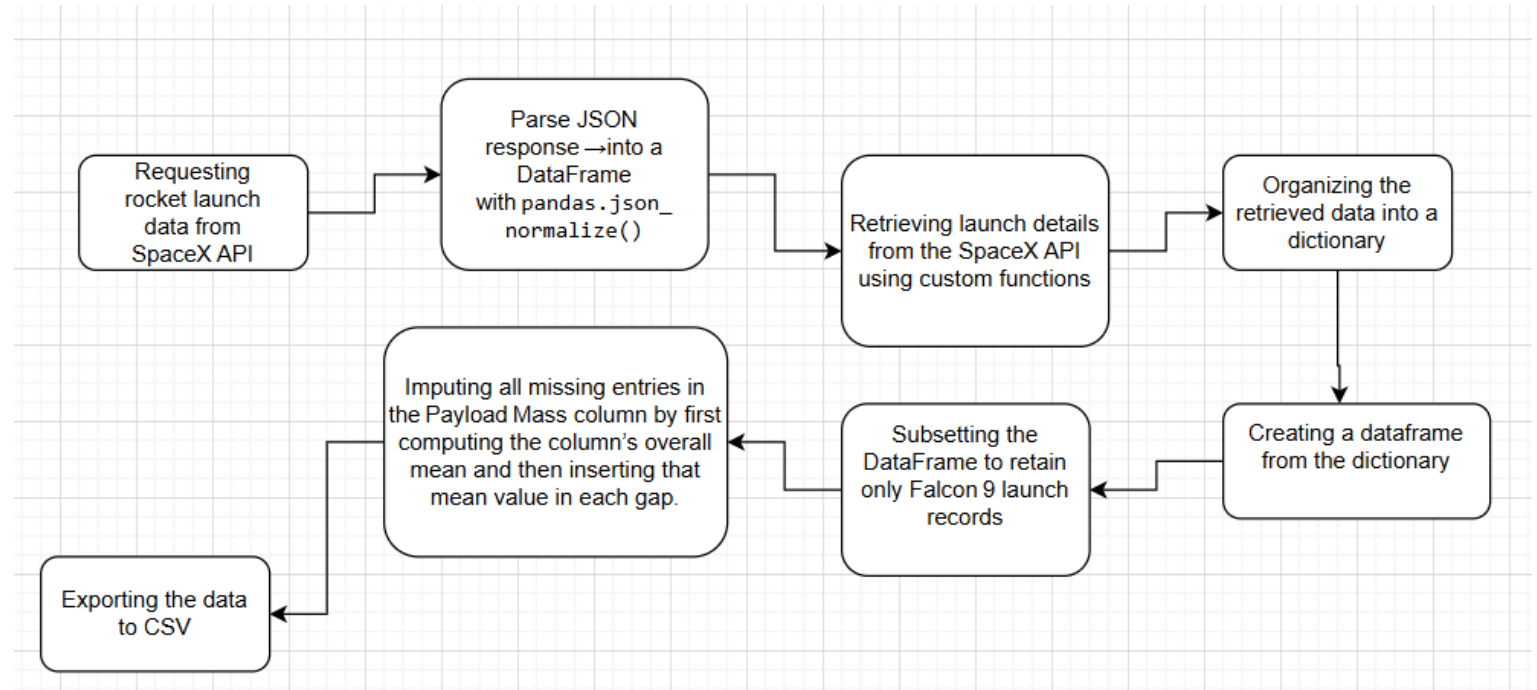 Requesting
rocket launch
data from
SpaceX API
Parse JSON
response →into a
DataFrame
with pandas.json_
normalize()
Retrieving launch details
from the SpaceX API
using custom functions
Organizing the
retrieved data into a
dictionary
Creating a dataframe
from the dictionary
Subsetting the
DataFrame to retain
only Falcon 9 launch
records
Imputing all missing entries in
the Payload Mass column by first
computing the column’s overall
mean and then inserting that
mean value in each gap.
Exporting the data
to CSV